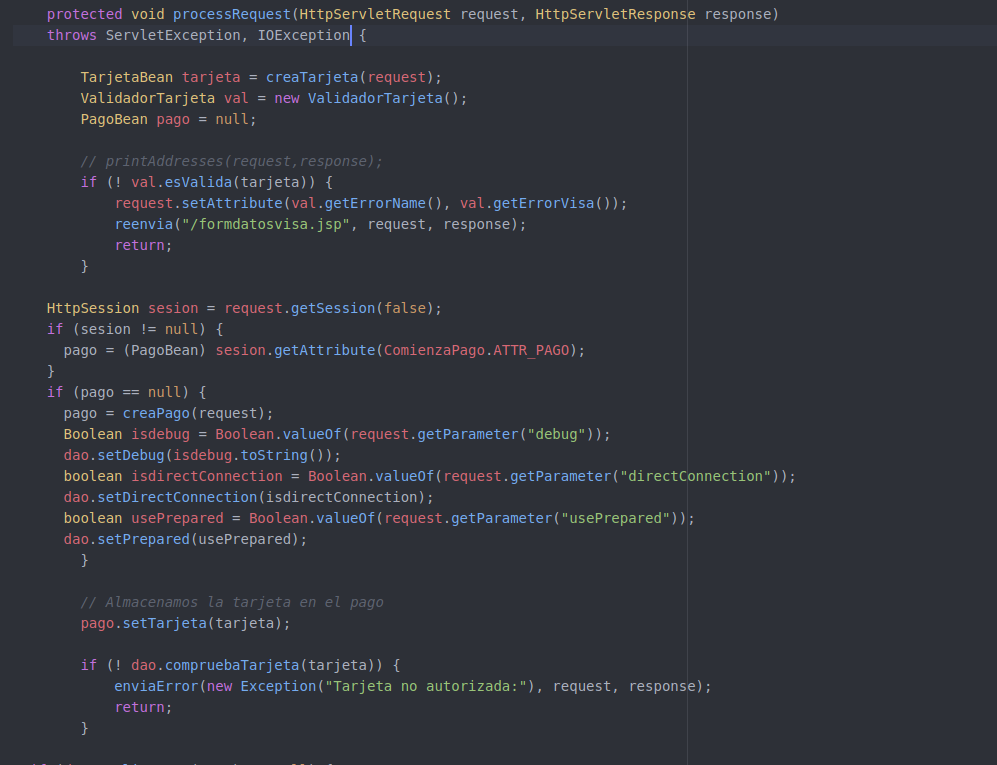 protected void processRequest(HttpServletRequest request, HttpServletResponse response)
throws ServletException, IOException {
TarjetaBean tarjeta = creaTarjeta(request);
ValidadorTarjeta val = new ValidadorTarjeta();
PagoBean pago = null;
// printAddresses(request,response);
if (! val.esValida(tarjeta)) {
request.setAttribute(val.getErrorName(), val.getErrorVisa());
reenvia("/formdatosvisa.jsp", request, response);
return;
}
HttpSession sesion = request.getSession(false);
if (sesion != null) {
pago = (PagoBean) sesion.getAttribute(ComienzaPago.ATTR_PAGO);
}
if (pago == null) {
pago = creaPago(request);
Boolean isdebug = Boolean.valueOf(request.getParameter("debug"));
dao.setDebug(isdebug.toString());
boolean isdirectConnection = Boolean.valueOf(request.getParameter("directConnection"));
dao.setDirectConnection(isdirectConnection);
boolean usePrepared = Boolean.valueOf(request.getParameter("usePrepared"));
dao.setPrepared(usePrepared);
}
// Almacenamos la tarjeta en el pago
pago.setTarjeta(tarjeta);
if (! dao.compruebaTarjeta(tarjeta)) {
enviaError(new Exception("Tarjeta no autorizada:"), request, response);
return;
}